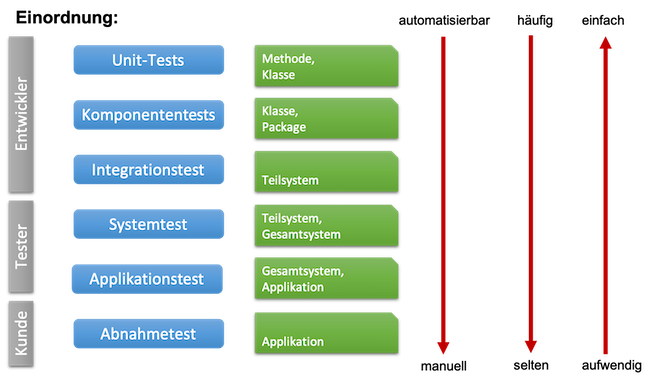 Einordnung:
automatisierbar
häufig
einfach
Entwickler
Unit-Tests
Methode,
Klasse
Komponententests
Klasse,
Package
Integrationstest
Teilsystem
Tester
Systemtest
Teilsystem,
Gesamtsystem
Applikationstest
Gesamtsystem,
Applikation
Kunde
Abnahmetest
Applikation
manuell
selten
aufwendig